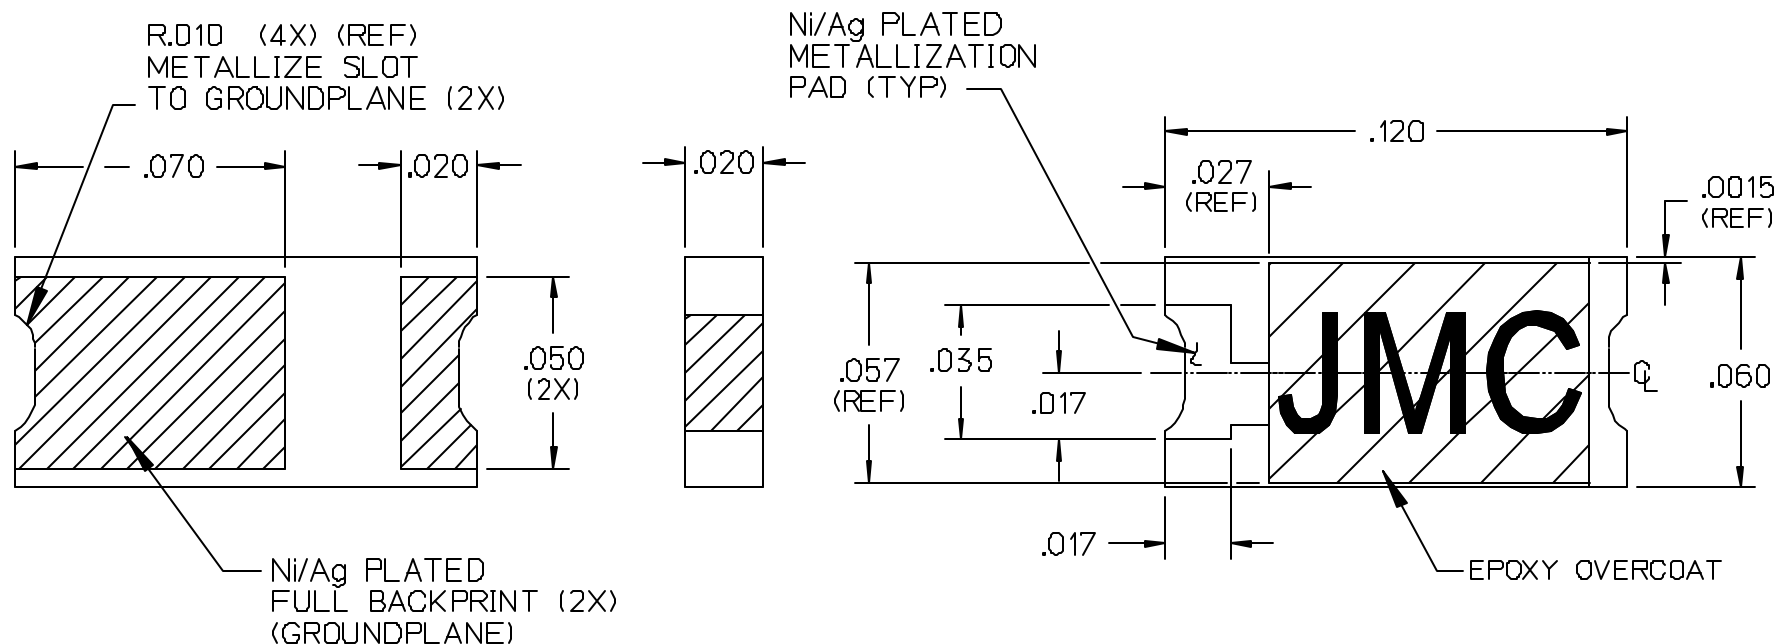 R.010 (4X) (REF)
METALLIZE SLOT
TO GROUNDPLANE (2X)
Ni/Ag PLATED
METALLIZATION
PAD (TYP)
.070
.020
.020
.120
.027
(REF)
.0015
(REF)
.050
(2X)
.057
(REF)
.035
.017
JMC
CL
CL
.060
.017
EPOXY OVERCOAT
Ni/Ag PLATED
FULL BACKPRINT (2X)
(GROUNDPLANE)